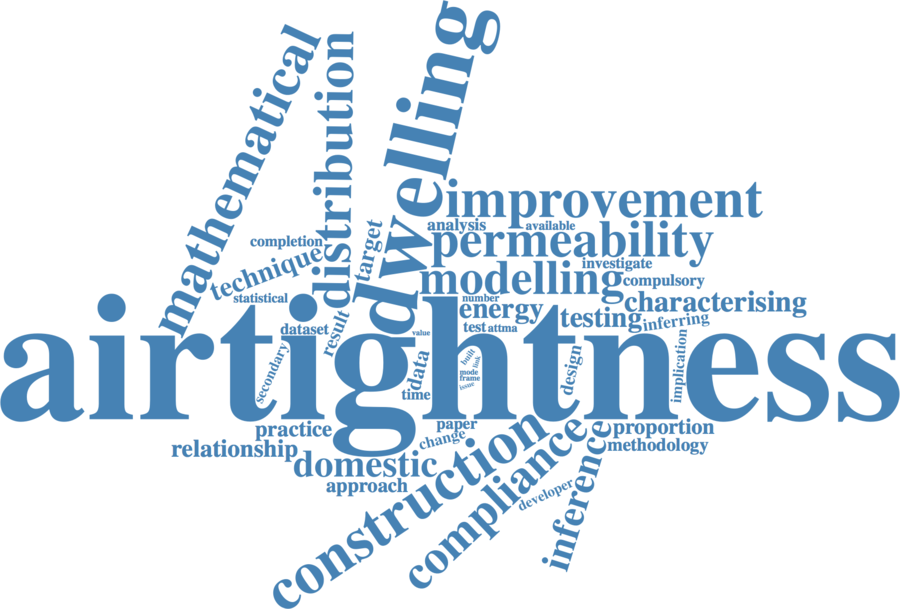 mathematical
distribution
dwelling
improvement
analysis
available
permeability
completion
technique
target
investigate
modelling
compulsory
statistical
number
energy
characterising
testing
inferring
dataset
result
value
test
attma
airtightness
secondary
data
time
built
link
mode
frame
issue
design
implication
practice
paper
proportion
relationship
change
methodology
domestic
approach
construction
compliance
developer
inference